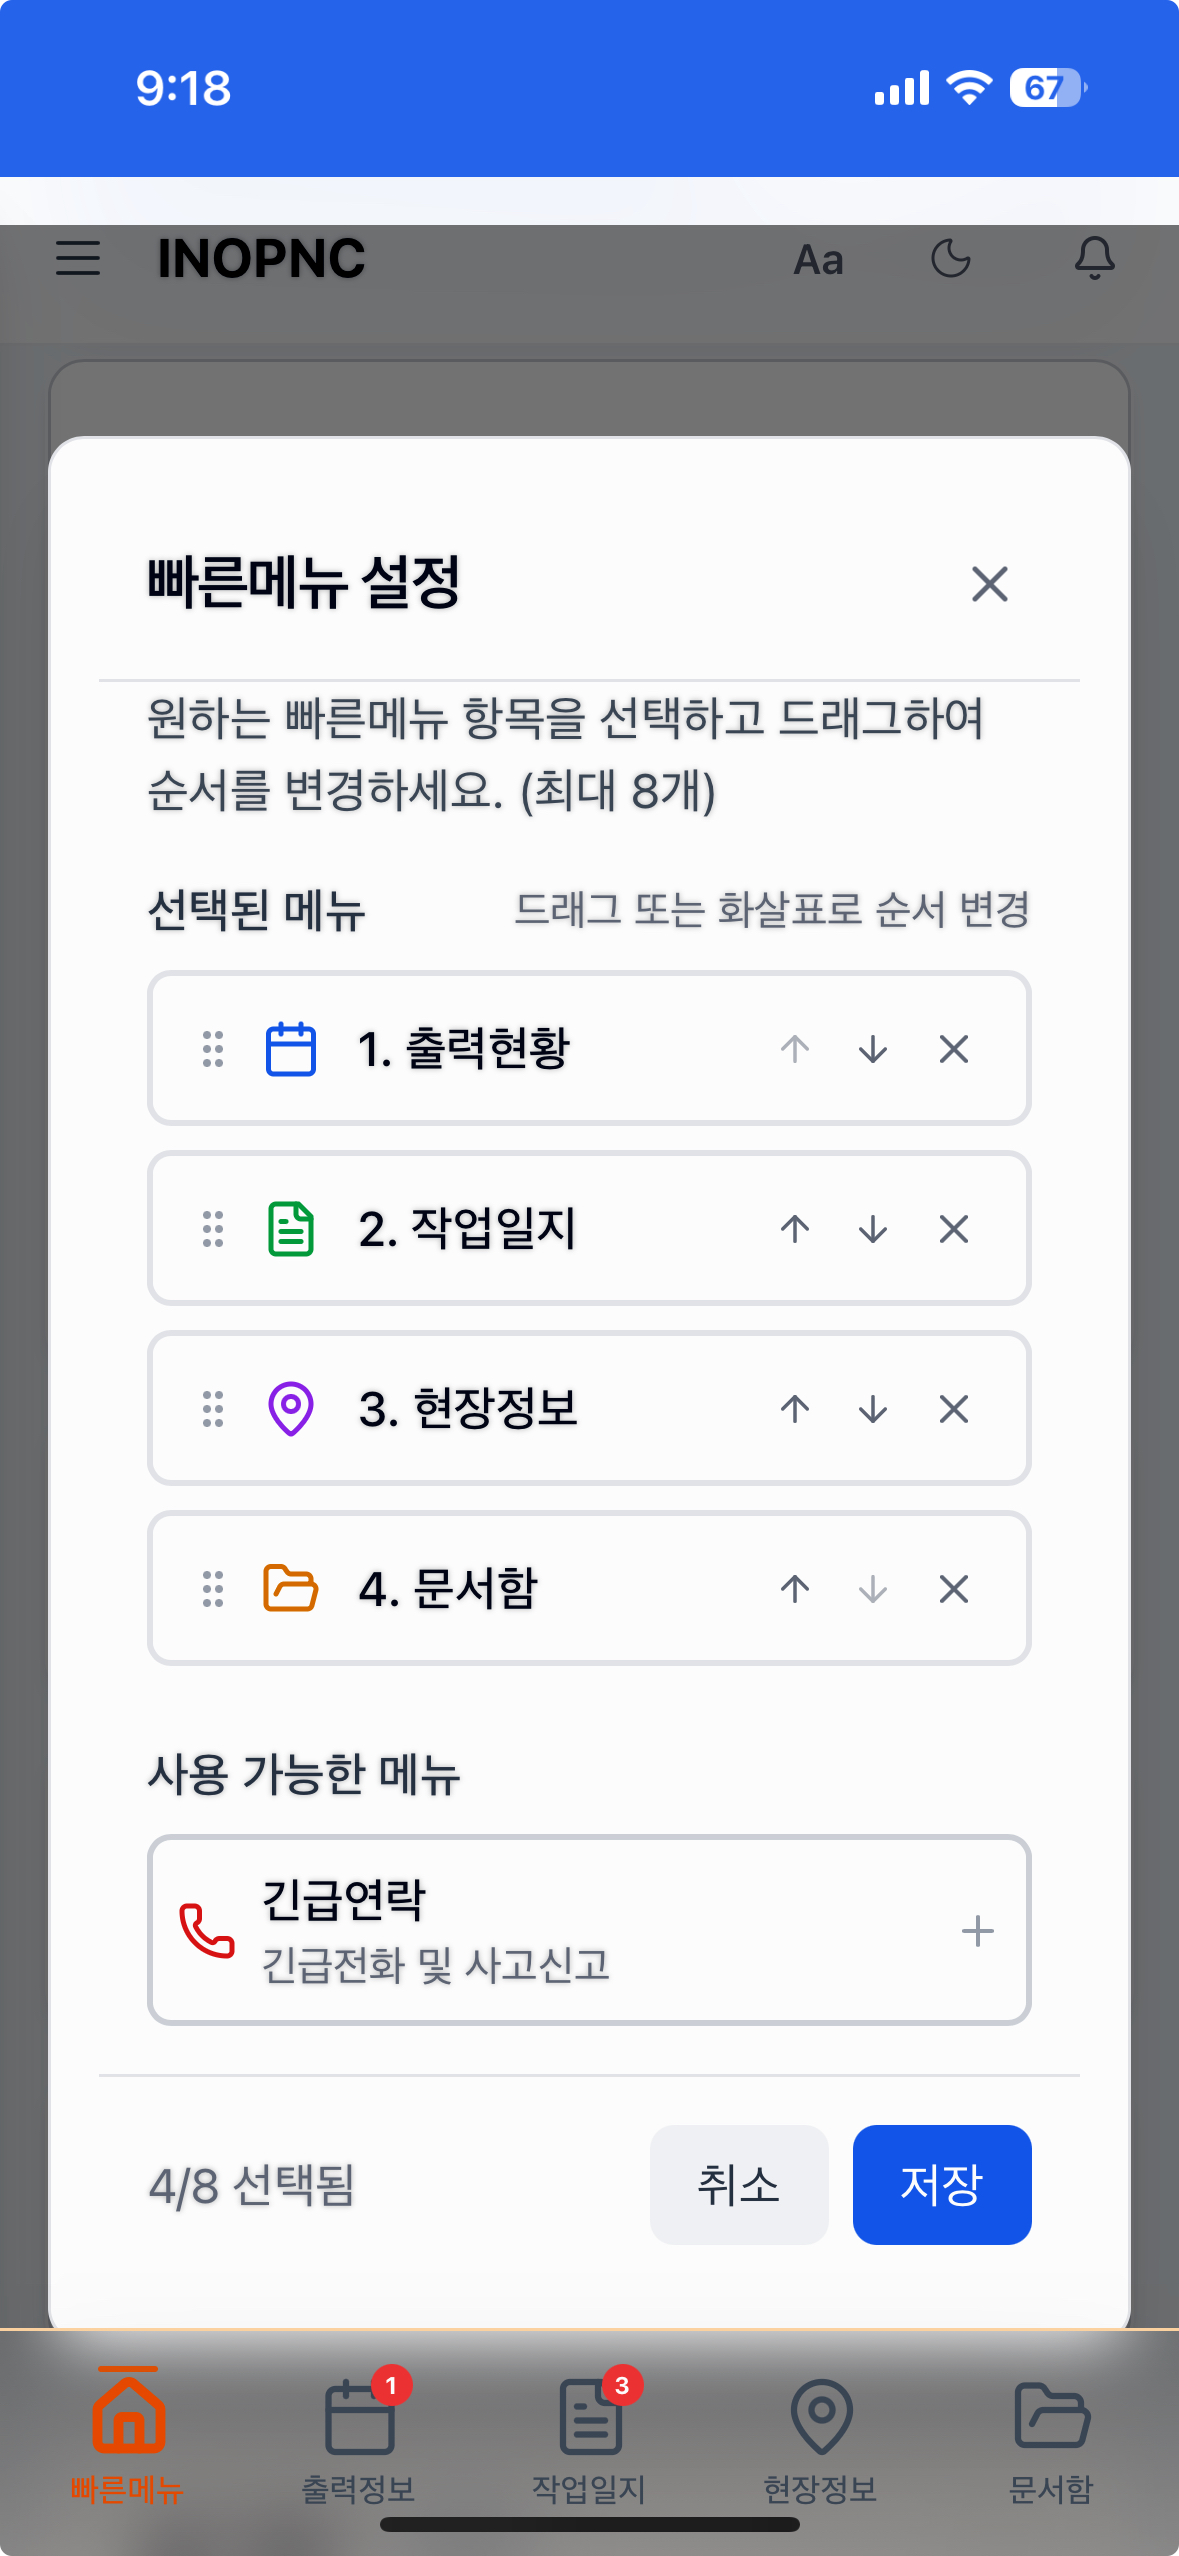 9:18
67
INOPNC
Aa
빠른메뉴 설정
원하는 빠른메뉴 항목을 선택하고 드래그하여
순서를 변경하세요. (최대 8개)
선택된 메뉴
드래그 또는 화살표로 순서 변경
1. 출력현황
2. 작업일지
3. 현장정보
4. 문서함
사용 가능한 메뉴
긴급연락
긴급전화 및 사고신고
4/8 선택됨
취소
저장
1
3
빠른메뉴
출력정보
작업일지
현장정보
문서함